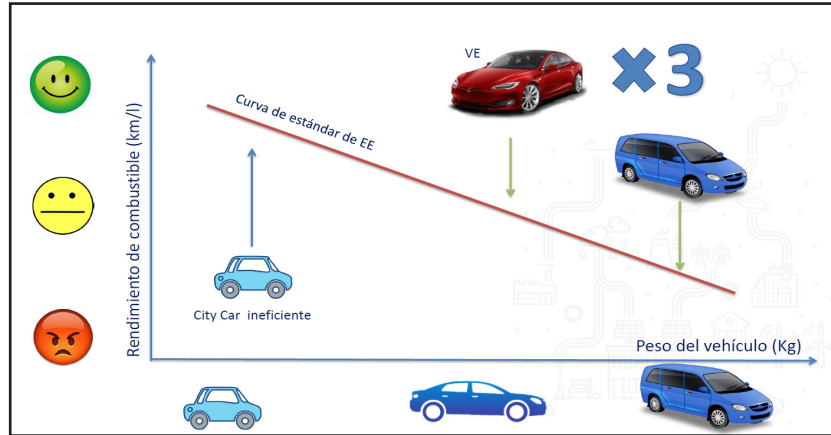 VE
×3
Curva de estándar de EE
Rendimiento de combustible (km/l)
City Car ineficiente
Peso del vehículo (Kg)